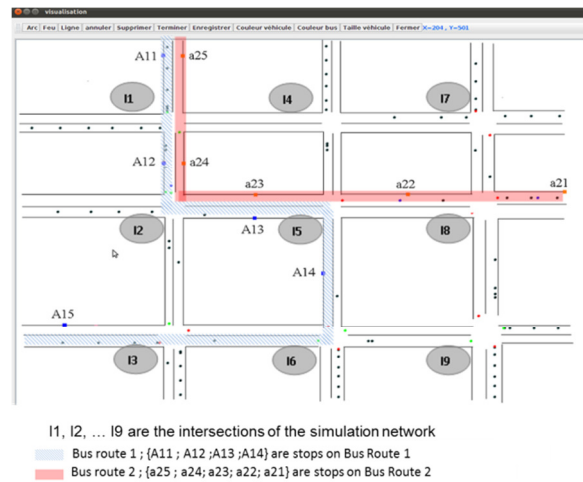 visualisation
Arc Feu Ligne annuler Supprimer Terminer Enregistrer Couleur véhicule Couleur bus Taille véhicule Fermer X=204 , Y=501
A11 a25
I1 I4 I7
A12 a24
a23 a22 a21
I2 A13 I5 I8
A14
A15
I3 I6 I9
I1, I2, ... I9 are the intersections of the simulation network
Bus route 1 ; {A11 ; A12 ;A13 ;A14} are stops on Bus Route 1
Bus route 2 ; {a25 ; a24; a23; a22; a21} are stops on Bus Route 2